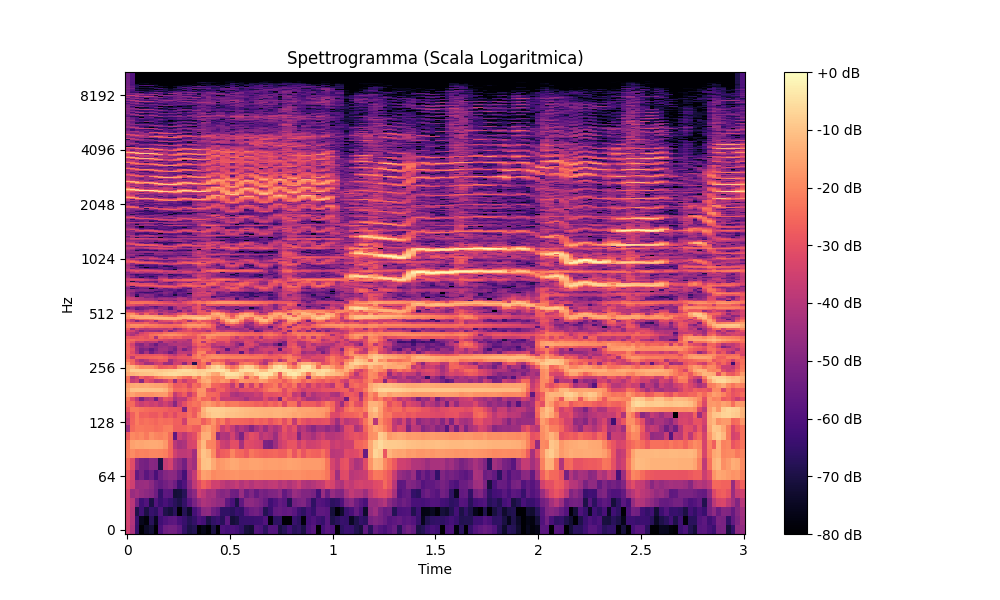 Spettrogramma (Scala Logaritmica)
Hz
8192
4096
2048
1024
512
256
128
64
0
0
0.5
1
1.5
2
2.5
3
Time
+0 dB
-10 dB
-20 dB
-30 dB
-40 dB
-50 dB
-60 dB
-70 dB
-80 dB